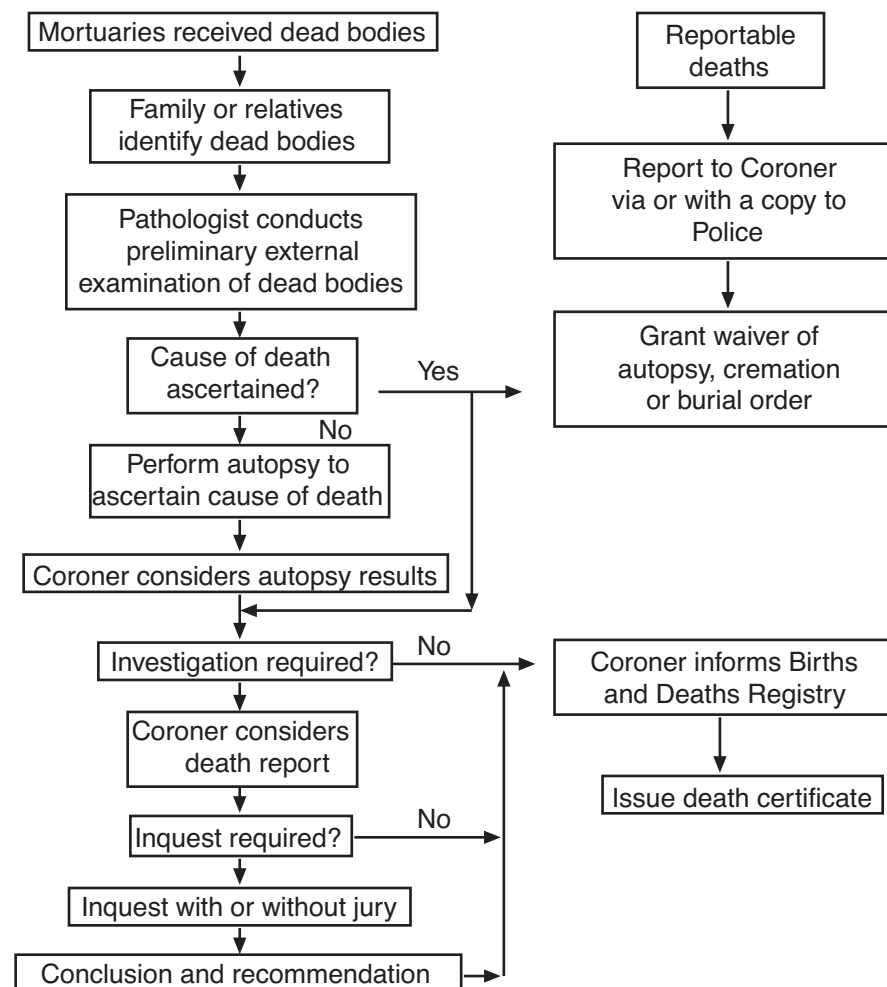 Mortuaries received dead bodies
Family or relatives
identify dead bodies
Pathologist conducts
preliminary external
examination of dead bodies
Cause of death
ascertained?
Yes
No
Perform autopsy to
ascertain cause of death
Coroner considers autopsy results
Investigation required?
No
Coroner considers
death report
Inquest required?
No
Inquest with or without jury
Conclusion and recommendation
Reportable
deaths
Report to Coroner
via or with a copy to
Police
Grant waiver of
autopsy, cremation
or burial order
Coroner informs Births
and Deaths Registry
Issue death certificate